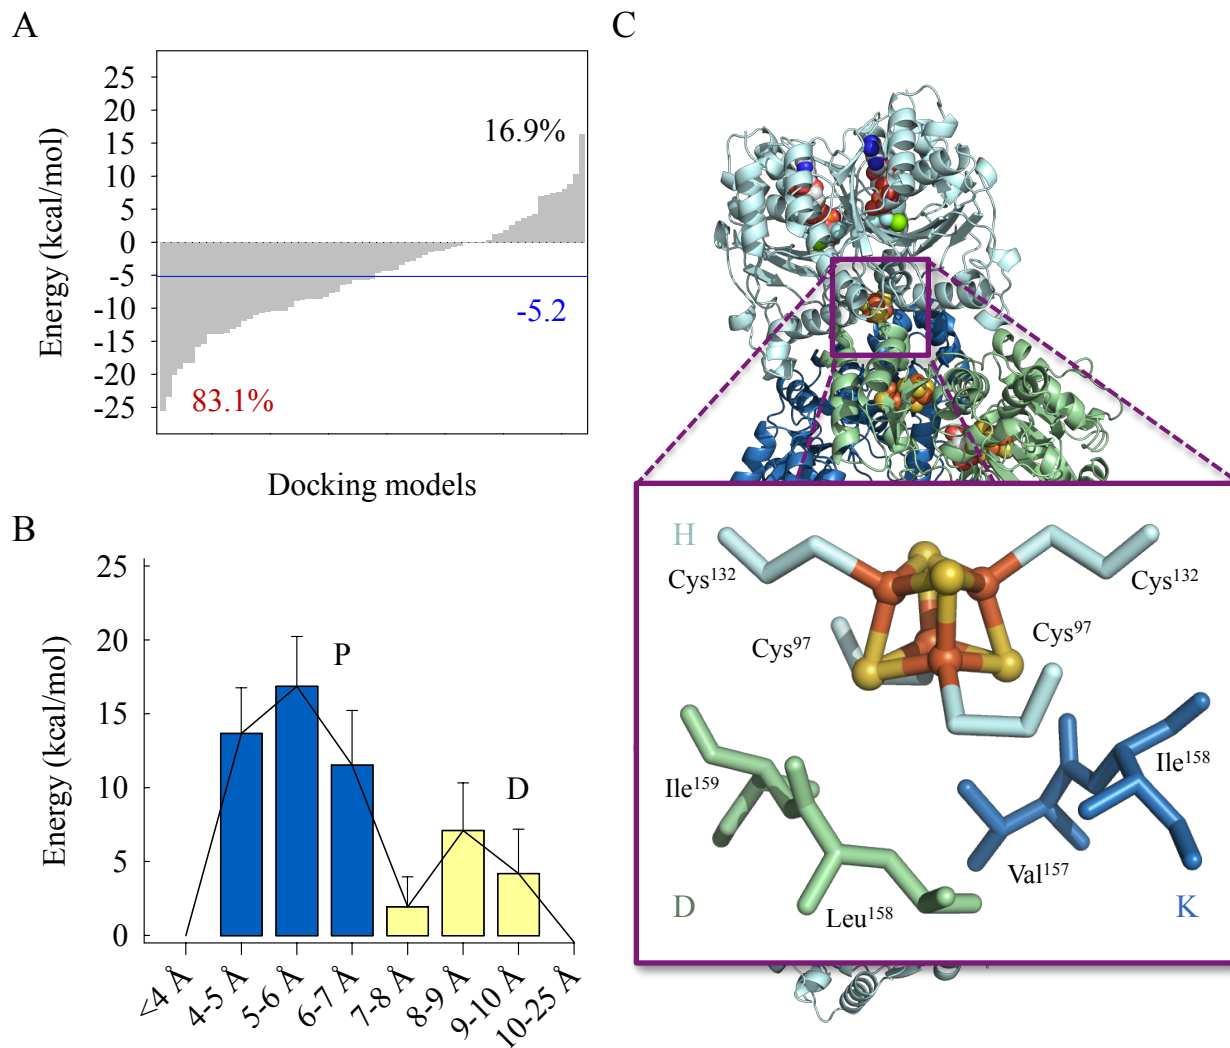 A
Energy (kcal/mol)
25
20
15
10
5
0
-5
-10
-15
-20
-25
16.9%
-5.2
83.1%
Docking models
B
Energy (kcal/mol)
25
20
15
10
5
0
P
D
<4 Å
4-5 Å
5-6 Å
6-7 Å
7-8 Å
8-9 Å
9-10 Å
10-25 Å
C
H
Cys¹³²
Cys¹³²
Cys⁹⁷
Cys⁹⁷
Ile¹⁵⁹
Ile¹⁵⁸
Val¹⁵⁷
Leu¹⁵⁸
D
K